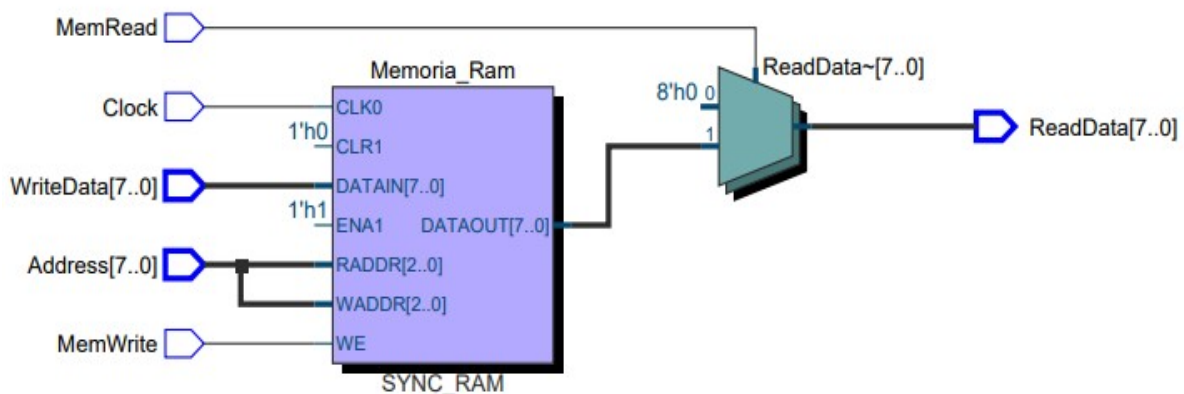 MemRead
Memoria_Ram
ReadData~[7..0]
Clock
CLK0
8'h0
0
1'h0
CLR1
1
ReadData[7..0]
WriteData[7..0]
DATAIN[7..0]
1'h1
ENA1
DATAOUT[7..0]
Address[7..0]
RADDR[2..0]
WADDR[2..0]
MemWrite
WE
SYNC_RAM